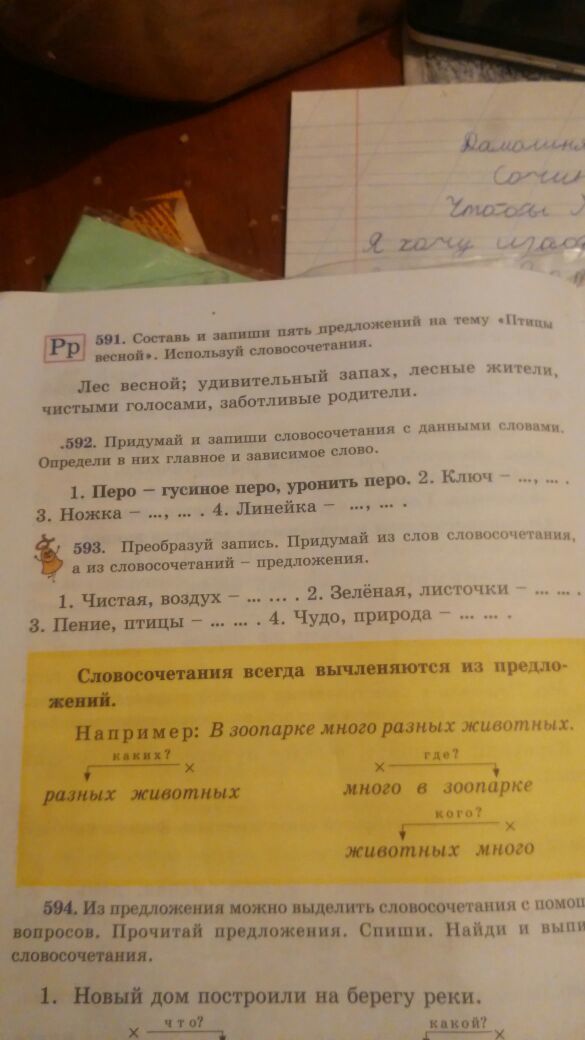 Сочин
Чтобы
Я хочу
Рр 591. Составь и запиши пять предложений на тему «Птицы
весной». Используй словосочетания.
Лес весной; удивительный запах, лесные жители,
чистыми голосами, заботливые родители.
.592. Придумай и запиши словосочетания с данными словами.
Определи в них главное и зависимое слово.
1. Перо – гусиное перо, уронить перо. 2. Ключ – ..., ... .
3. Ножка – ..., ... . 4. Линейка – ..., ... .
593. Преобразуй запись. Придумай из слов словосочетания,
а из словосочетаний – предложения.
1. Чистая, воздух – ... ... . 2. Зелёная, листочки – ... ... .
3. Пение, птицы – ... ... . 4. Чудо, природа – ... ... .
Словосочетания всегда вычленяются из предло-
жений.
Например: В зоопарке много разных животных.
каких? × × где?
разных животных много в зоопарке
кого? ×
животных много
594. Из предложения можно выделить словосочетания с помощ
вопросов. Прочитай предложения. Спиши. Найди и выпи
словосочетания.
1. Новый дом построили на берегу реки.
× что? какой? ×